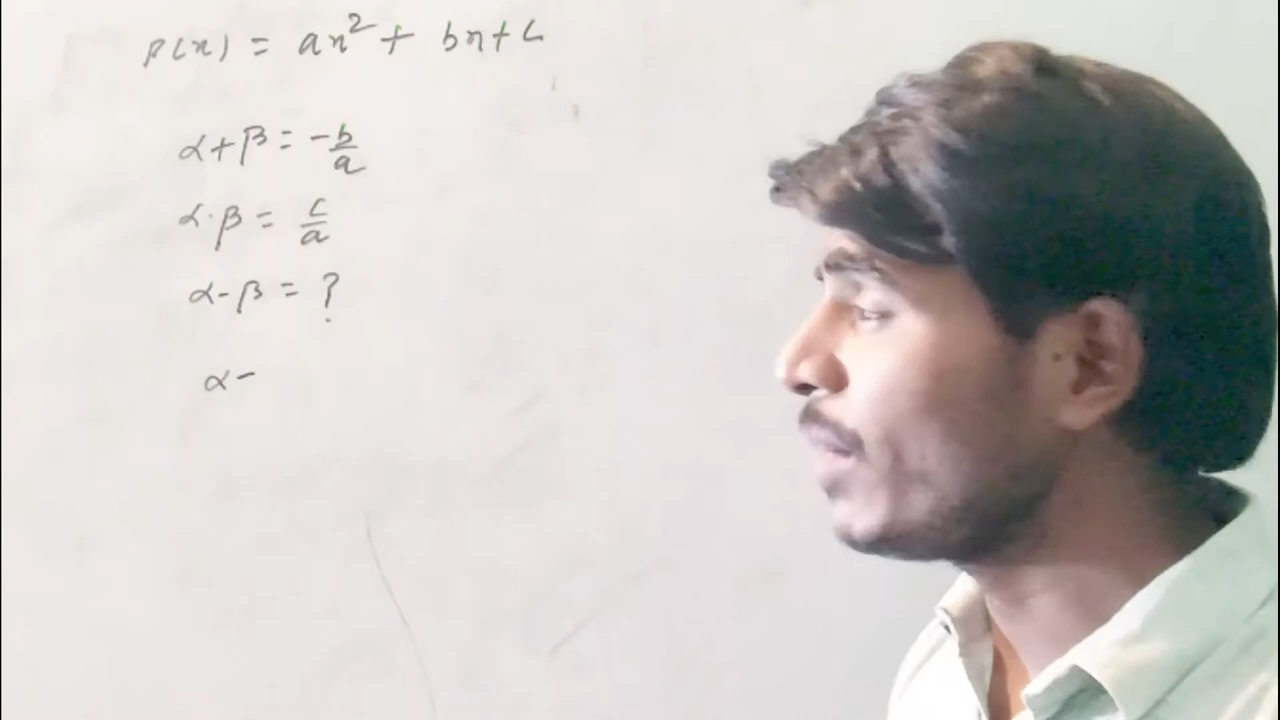 p(x) = ax² + bx + c
α + β = -b/a
α·β = c/a
α - β = ?
α -